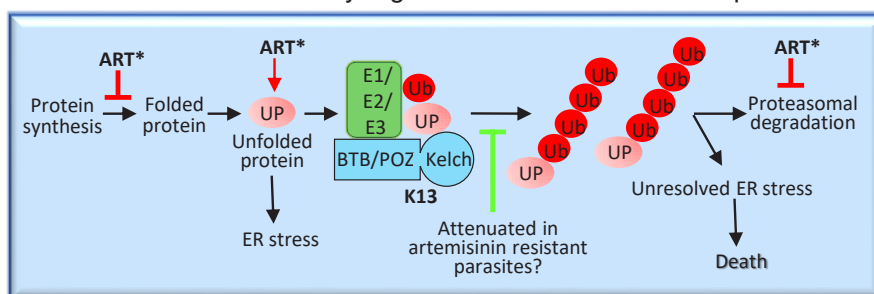 ART*
Protein
synthesis
Folded
protein
ART*
UP
Unfolded
protein
ER stress
E1/
E2/
E3
Ub
UP
BTB/POZ
Kelch
K13
Attenuated in
artemisinin resistant
parasites?
Ub
Ub
Ub
Ub
UP
Ub
Ub
Ub
Ub
UP
ART*
Proteasomal
degradation
Unresolved ER stress
Death